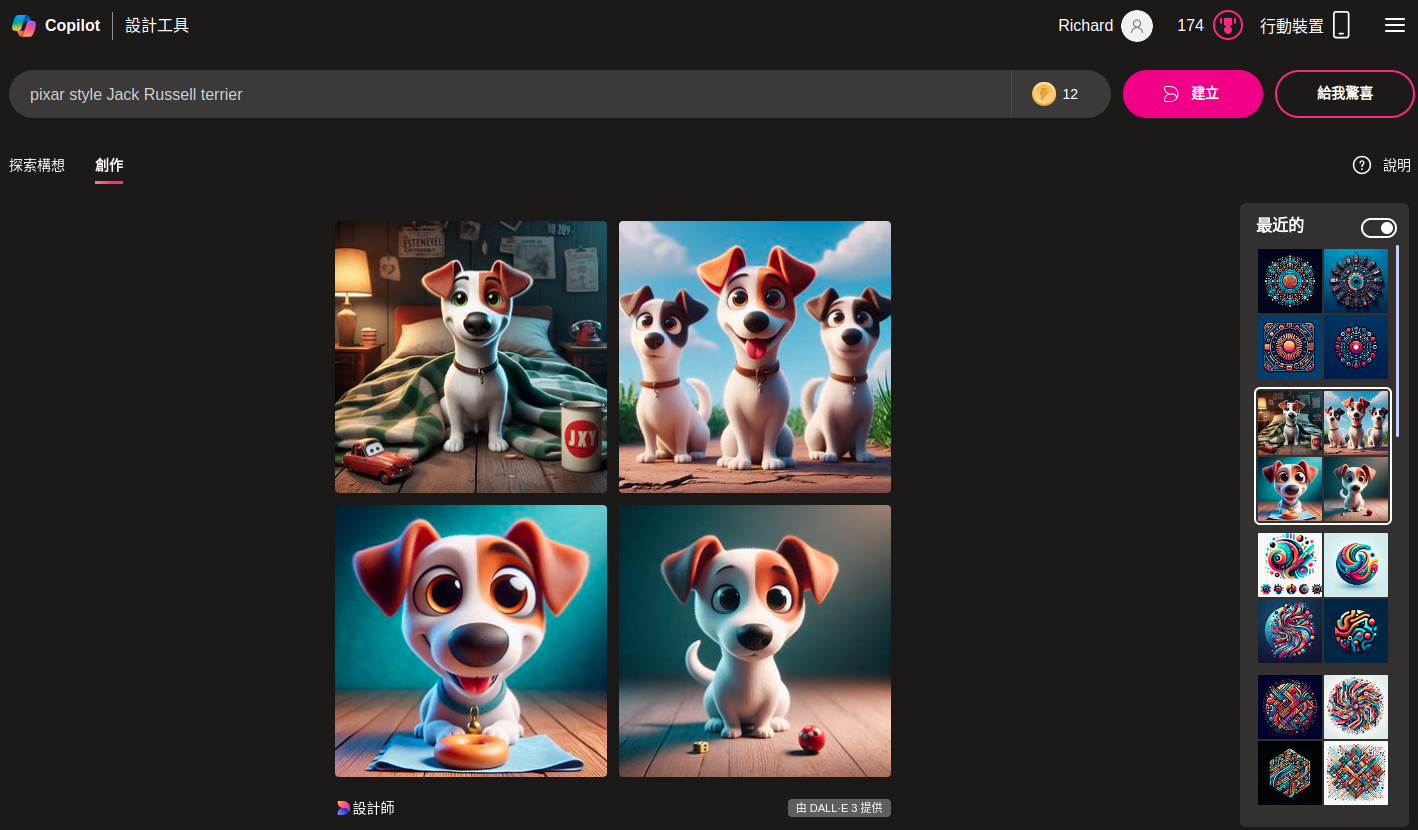 Copilot
設計工具
Richard
174
行動裝置
pixar style Jack Russell terrier
12
建立
給我驚喜
探索構想
創作
說明
最近的
JXY
設計師
由 DALL·E 3 提供